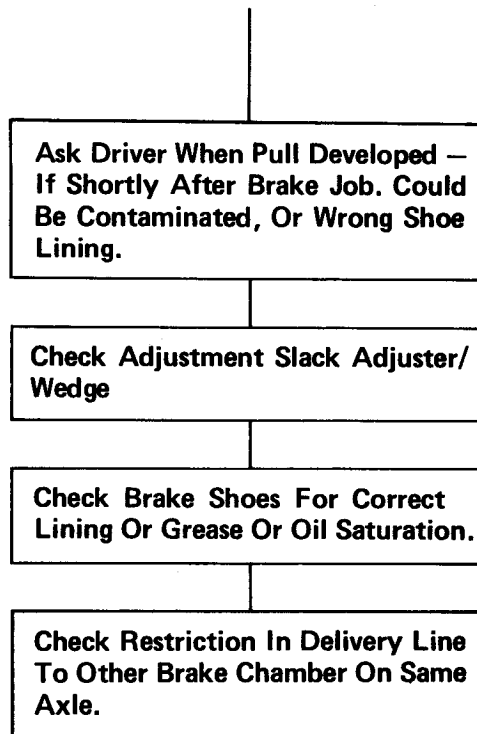 Ask Driver When Pull Developed —
If Shortly After Brake Job. Could
Be Contaminated, Or Wrong Shoe
Lining.
Check Adjustment Slack Adjuster/
Wedge
Check Brake Shoes For Correct
Lining Or Grease Or Oil Saturation.
Check Restriction In Delivery Line
To Other Brake Chamber On Same
Axle.